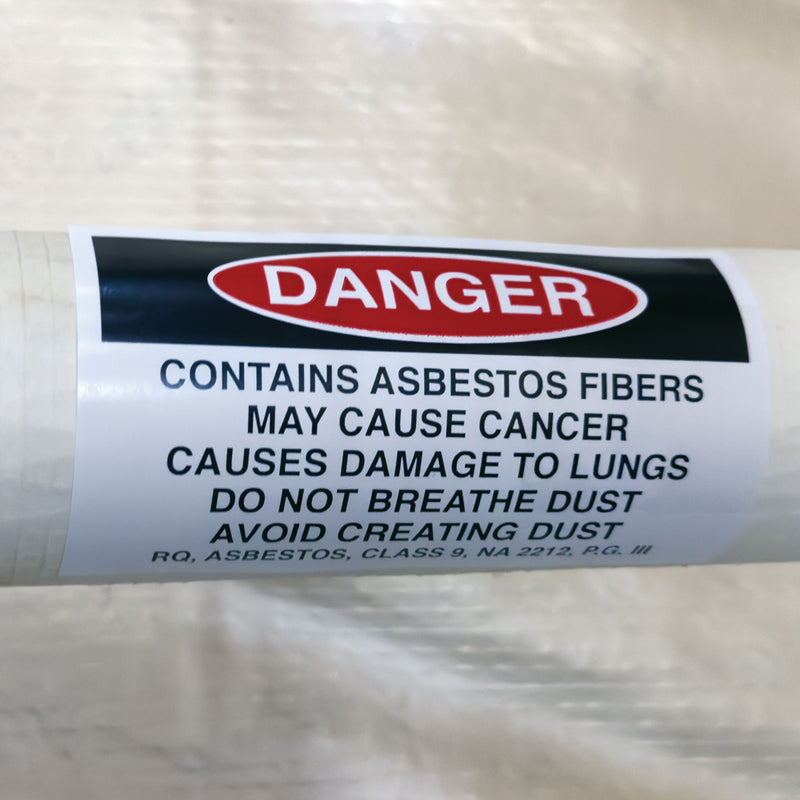 DANGER
CONTAINS ASBESTOS FIBERS
MAY CAUSE CANCER
CAUSES DAMAGE TO LUNGS
DO NOT BREATHE DUST
AVOID CREATING DUST
RQ, ASBESTOS, CLASS 9, NA 2212, P.G. III